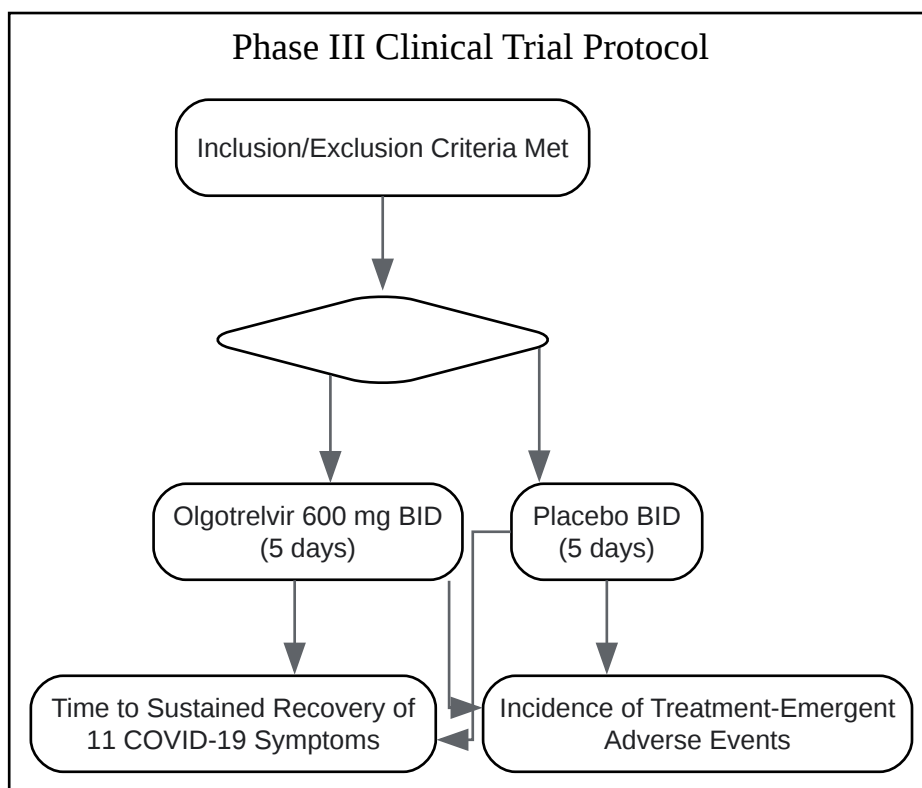 Phase III Clinical Trial Protocol
Inclusion/Exclusion Criteria Met
Olgotrelvir 600 mg BID
(5 days)
Placebo BID
(5 days)
Time to Sustained Recovery of
11 COVID-19 Symptoms
Incidence of Treatment-Emergent
Adverse Events